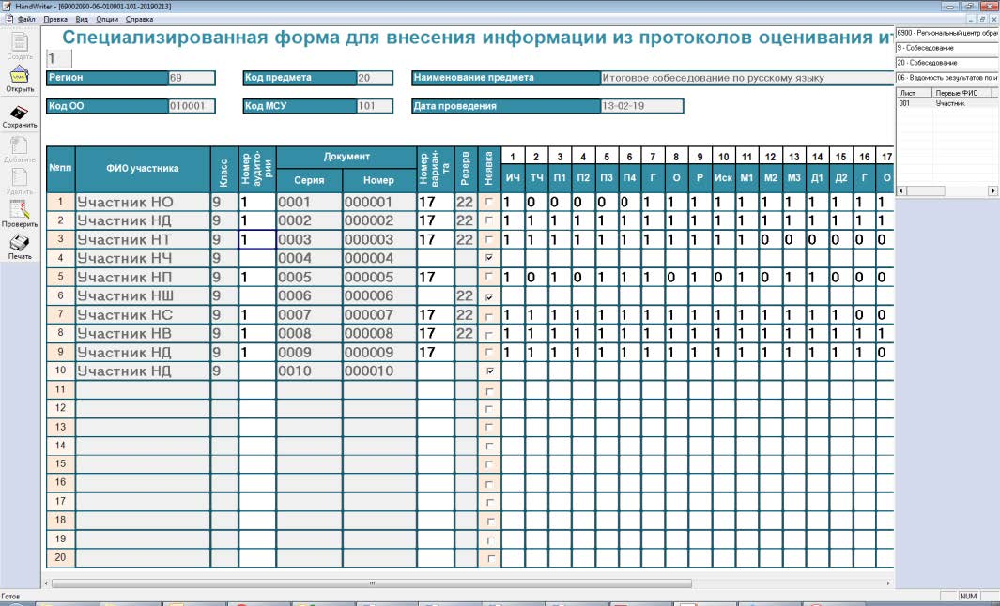 HandWriter - [69002090-06-010001-101-20190213]
Файл Правка Вид Опции Справка
Создать
Открыть
Сохранить
Добавить
Удалить
Проверить
Печать
Специализированная форма для внесения информации из протоколов оценивания ит
1
Регион 69 Код предмета 20 Наименование предмета Итоговое собеседование по русскому языку
Код ОО 010001 Код МСУ 101 Дата проведения 13-02-19
6900 - Региональный центр обра
9 - Собеседование
20 - Собеседование
06 - Ведомость результатов по и
Лист Первые ФИО
001 Участник
№пп ФИО участника Класс Номер аудито-рии Документ Номер вариан-та Резерв Неявка 1 2 3 4 5 6 7 8 9 10 11 12 13 14 15 16 17
Серия Номер ИЧ ТЧ П1 П2 П3 П4 Г О Р Иск М1 М2 М3 Д1 Д2 Г О
1 Участник НО 9 1 0001 000001 17 22 1 0 0 0 0 0 1 1 1 1 1 1 1 1 1 1 1
2 Участник НД 9 1 0002 000002 17 22 1 1 1 1 1 1 1 1 1 1 1 1 1 1 1 1 1
3 Участник НТ 9 1 0003 000003 17 22 1 1 1 1 1 1 1 1 1 1 1 0 0 0 0 0 0
4 Участник НЧ 9 0004 000004
5 Участник НП 9 1 0005 000005 17 1 0 1 0 1 1 1 0 1 0 1 0 1 1 0 0 0
6 Участник НШ 9 0006 000006 22
7 Участник НС 9 1 0007 000007 17 22 1 1 1 1 1 1 1 1 1 1 1 1 1 1 1 0 0
8 Участник НВ 9 1 0008 000008 17 22 1 1 1 1 1 1 1 1 1 1 1 1 1 1 1 1 1
9 Участник НД 9 1 0009 000009 17 1 1 1 1 1 1 1 1 1 1 1 1 1 1 1 1 0
10 Участник НД 9 0010 000010
11
12
13
14
15
16
17
18
19
20
Готов NUM